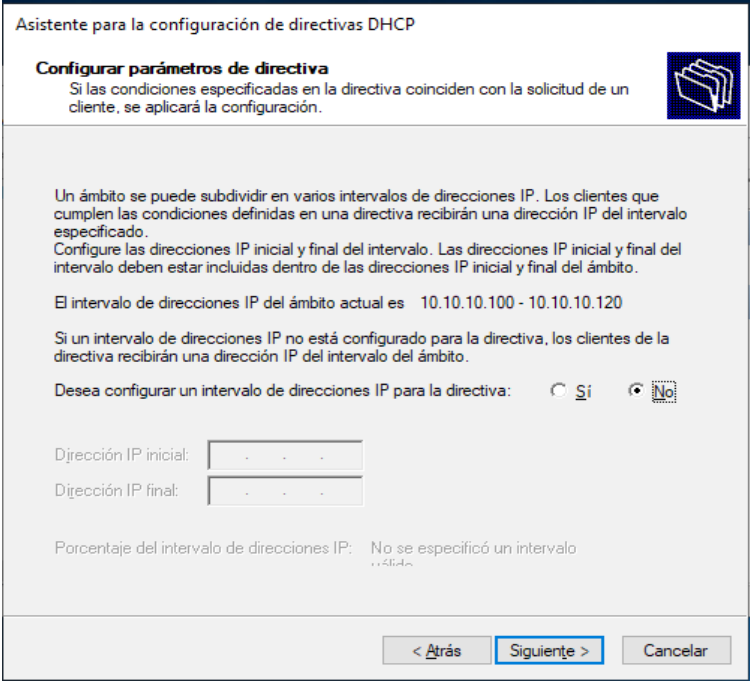 Asistente para la configuración de directivas DHCP
Configurar parámetros de directiva
Si las condiciones especificadas en la directiva coinciden con la solicitud de un
cliente, se aplicará la configuración.
Un ámbito se puede subdividir en varios intervalos de direcciones IP. Los clientes que
cumplen las condiciones definidas en una directiva recibirán una dirección IP del intervalo
especificado.
Configure las direcciones IP inicial y final del intervalo. Las direcciones IP inicial y final del
intervalo deben estar incluidas dentro de las direcciones IP inicial y final del ámbito.
El intervalo de direcciones IP del ámbito actual es 10.10.10.100 - 10.10.10.120
Si un intervalo de direcciones IP no está configurado para la directiva, los clientes de la
directiva recibirán una dirección IP del intervalo del ámbito.
Desea configurar un intervalo de direcciones IP para la directiva: Sí No
Dirección IP inicial: . . .
Dirección IP final: . . .
Porcentaje del intervalo de direcciones IP: No se especificó un intervalo
válido
< Atrás Siguiente > Cancelar